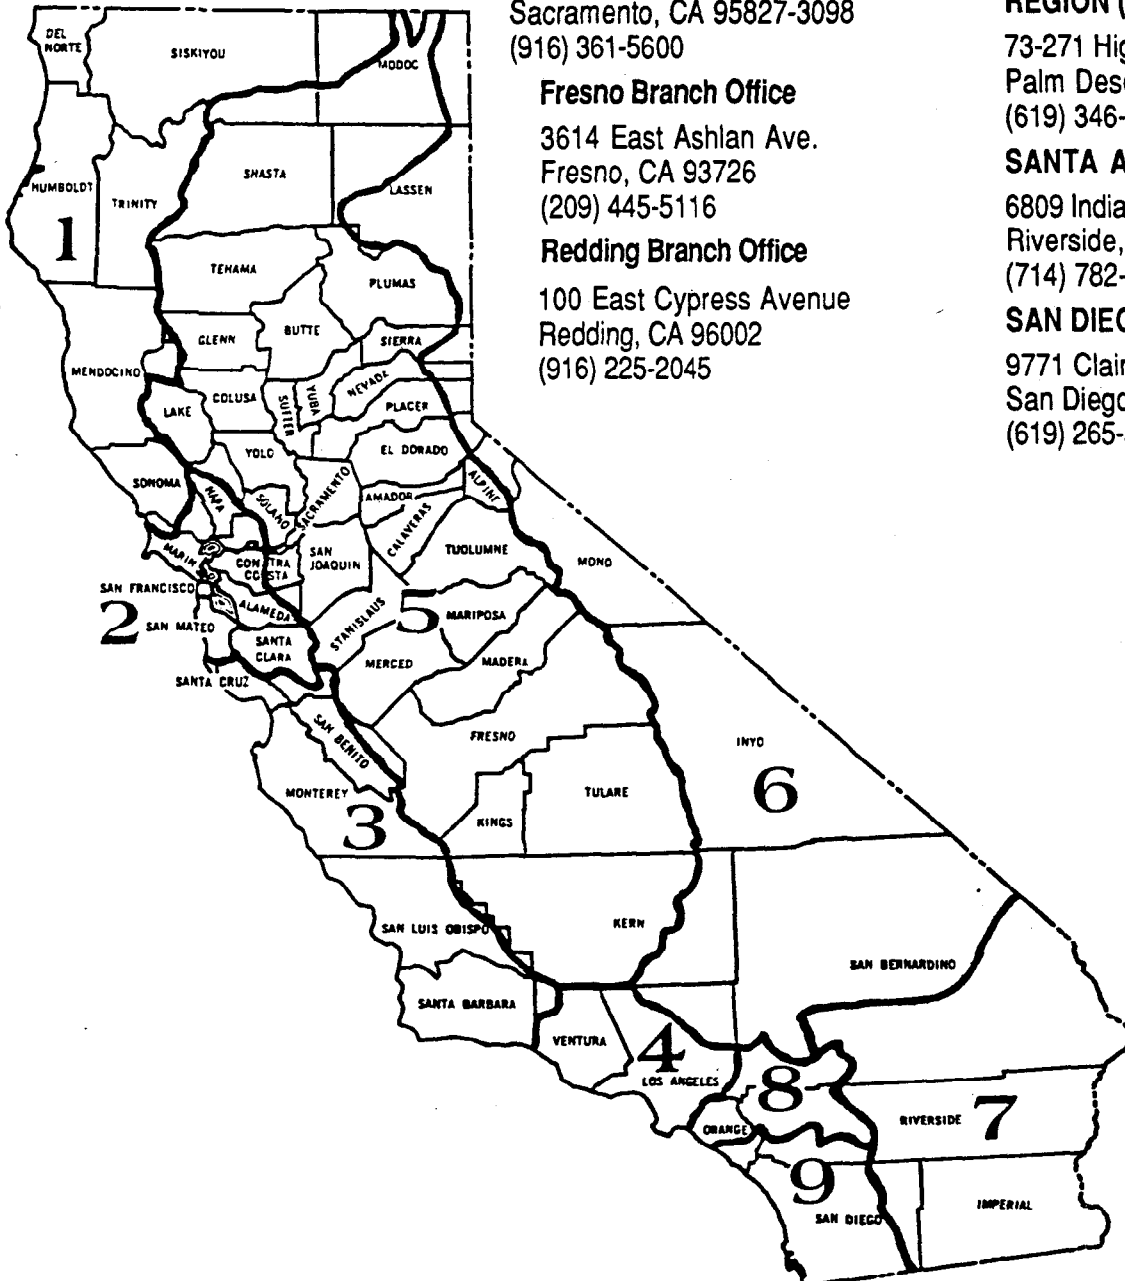 Sacramento, CA 95827-3098
(916) 361-5600
Fresno Branch Office
3614 East Ashlan Ave.
Fresno, CA 93726
(209) 445-5116
Redding Branch Office
100 East Cypress Avenue
Redding, CA 96002
(916) 225-2045
REGION (
73-271 Hig
Palm Dese
(619) 346-
SANTA A
6809 India
Riverside,
(714) 782-
SAN DIEG
9771 Clair
San Diego
(619) 265-
DEL NORTE
SISKIYOU
MODOC
HUMBOLDT
1
TRINITY
SHASTA
LASSEN
TEHAMA
PLUMAS
GLENN
BUTTE
SIERRA
MENDOCINO
LAKE
COLUSA
SUTTER
YUBA
NEVADA
PLACER
YOLO
EL DORADO
SONOMA
NAPA
SOLANO
SACRAMENTO
AMADOR
ALPINE
CALAVERAS
MARIN
CONTRA COSTA
SAN JOAQUIN
TUOLUMNE
MONO
SAN FRANCISCO
2
SAN MATEO
ALAMEDA
STANISLAUS
5
MARIPOSA
SANTA CLARA
MERCED
MADERA
SANTA CRUZ
SAN BENITO
FRESNO
INYO
6
MONTEREY
3
KINGS
TULARE
SAN LUIS OBISPO
KERN
SAN BERNARDINO
SANTA BARBARA
VENTURA
4
LOS ANGELES
8
ORANGE
RIVERSIDE
7
9
SAN DIEGO
IMPERIAL